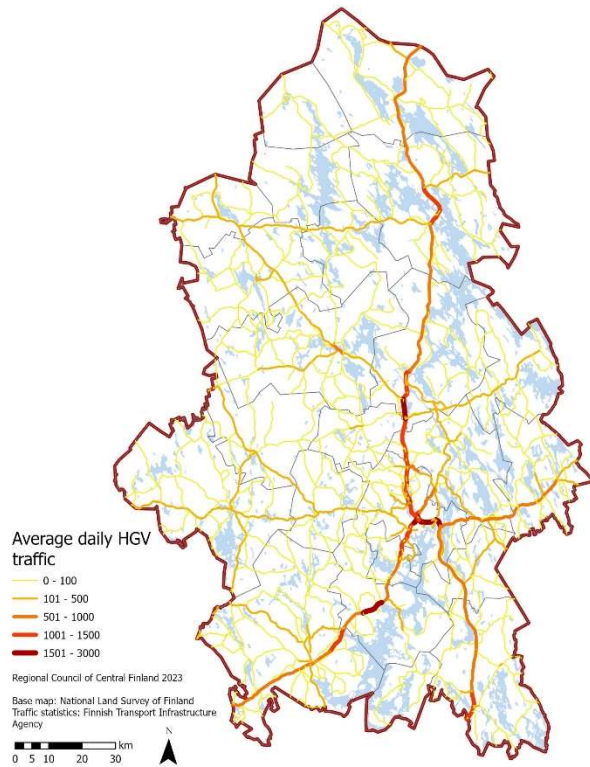 Average daily HGV
traffic
0 - 100
101 - 500
501 - 1000
1001 - 1500
1501 - 3000
Regional Council of Central Finland 2023
Base map: National Land Survey of Finland
Traffic statistics: Finnish Transport Infrastructure
Agency
N
km
0 5 10 20 30